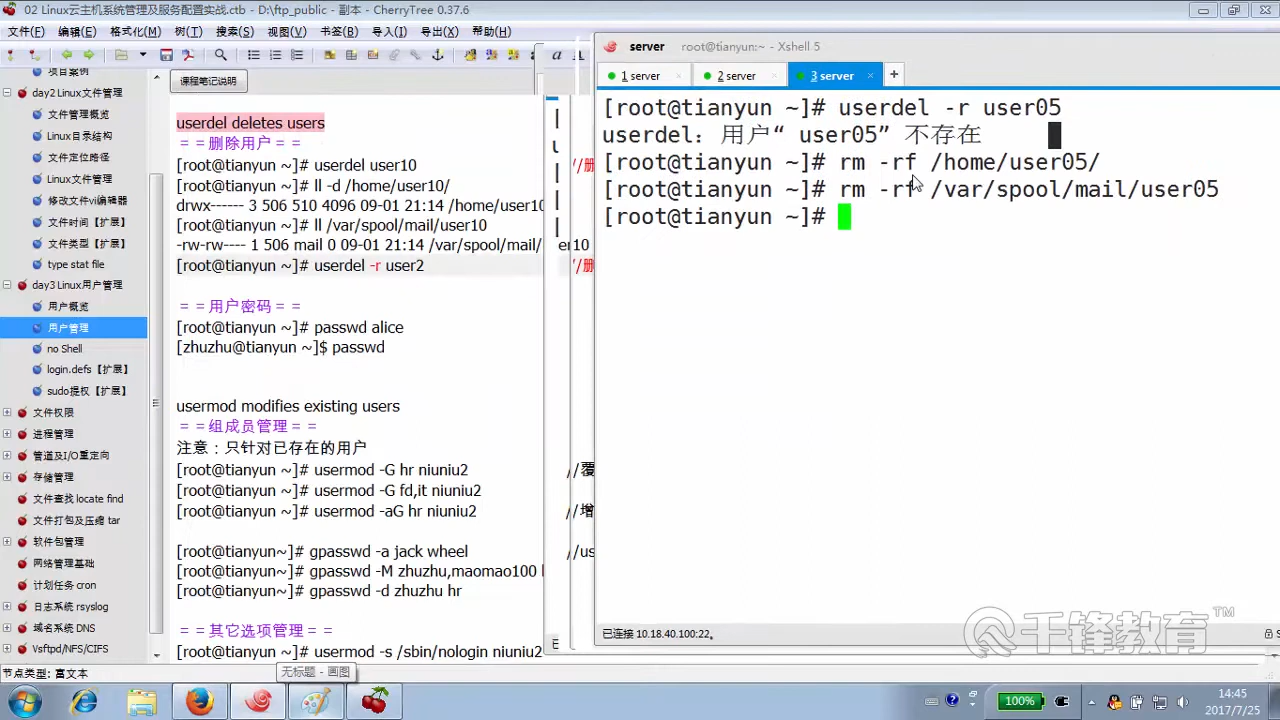 02 Linux云主机系统管理及服务配置实战.ctb - D:\ftp_public - 副本 - CherryTree 0.37.6
文件(F) 编辑(E) 格式(M) 树(T) 搜索(S) 视图(V) 书签(B) 导入(I) 导出(X) 帮助(H)
项目案例
day2 Linux文件管理
文件管理概述
Linux目录结构
文件定位路径
Linux文件管理
修改文件vi编辑器
文件时间【扩展】
文件类型【扩展】
type stat file
day3 Linux用户管理
用户概览
用户管理
no Shell
login.defs【扩展】
sudo提权【扩展】
文件权限
进程管理
管道及I/O重定向
存储管理
文件查找 locate find
文件打包及压缩 tar
软件包管理
网络管理基础
计划任务 cron
日志系统 rsyslog
域名系统 DNS
Vsftpd/NFS/CIFS
节点类型: 富文本
课程笔记说明
userdel deletes users
==删除用户==
[root@tianyun ~]# userdel user10 //删
[root@tianyun ~]# ll -d /home/user10/
drwx------ 3 506 510 4096 09-01 21:14 /home/user10
[root@tianyun ~]# ll /var/spool/mail/user10
-rw-rw---- 1 506 mail 0 09-01 21:14 /var/spool/mail/ er10
[root@tianyun ~]# userdel -r user2 //删
==用户密码==
[root@tianyun ~]# passwd alice
[zhuzhu@tianyun ~]$ passwd
usermod modifies existing users
==组成员管理==
注意：只针对已存在的用户
[root@tianyun ~]# usermod -G hr niuniu2 //覆
[root@tianyun ~]# usermod -G fd,it niuniu2
[root@tianyun ~]# usermod -aG hr niuniu2 //增
[root@tianyun~]# gpasswd -a jack wheel //us
[root@tianyun~]# gpasswd -M zhuzhu,maomao100
[root@tianyun~]# gpasswd -d zhuzhu hr
==其它选项管理==
[root@tianyun ~]# usermod -s /sbin/nologin niuniu2
无标题 - 画图
server root@tianyun:~ - Xshell 5
1 server 2 server 3 server +
[root@tianyun ~]# userdel -r user05
userdel：用户“ user05” 不存在
[root@tianyun ~]# rm -rf /home/user05/
[root@tianyun ~]# rm -rf /var/spool/mail/user05
[root@tianyun ~]#
千锋教育™
已连接 10.18.40.100:22。
100%
14:45
2017/7/25